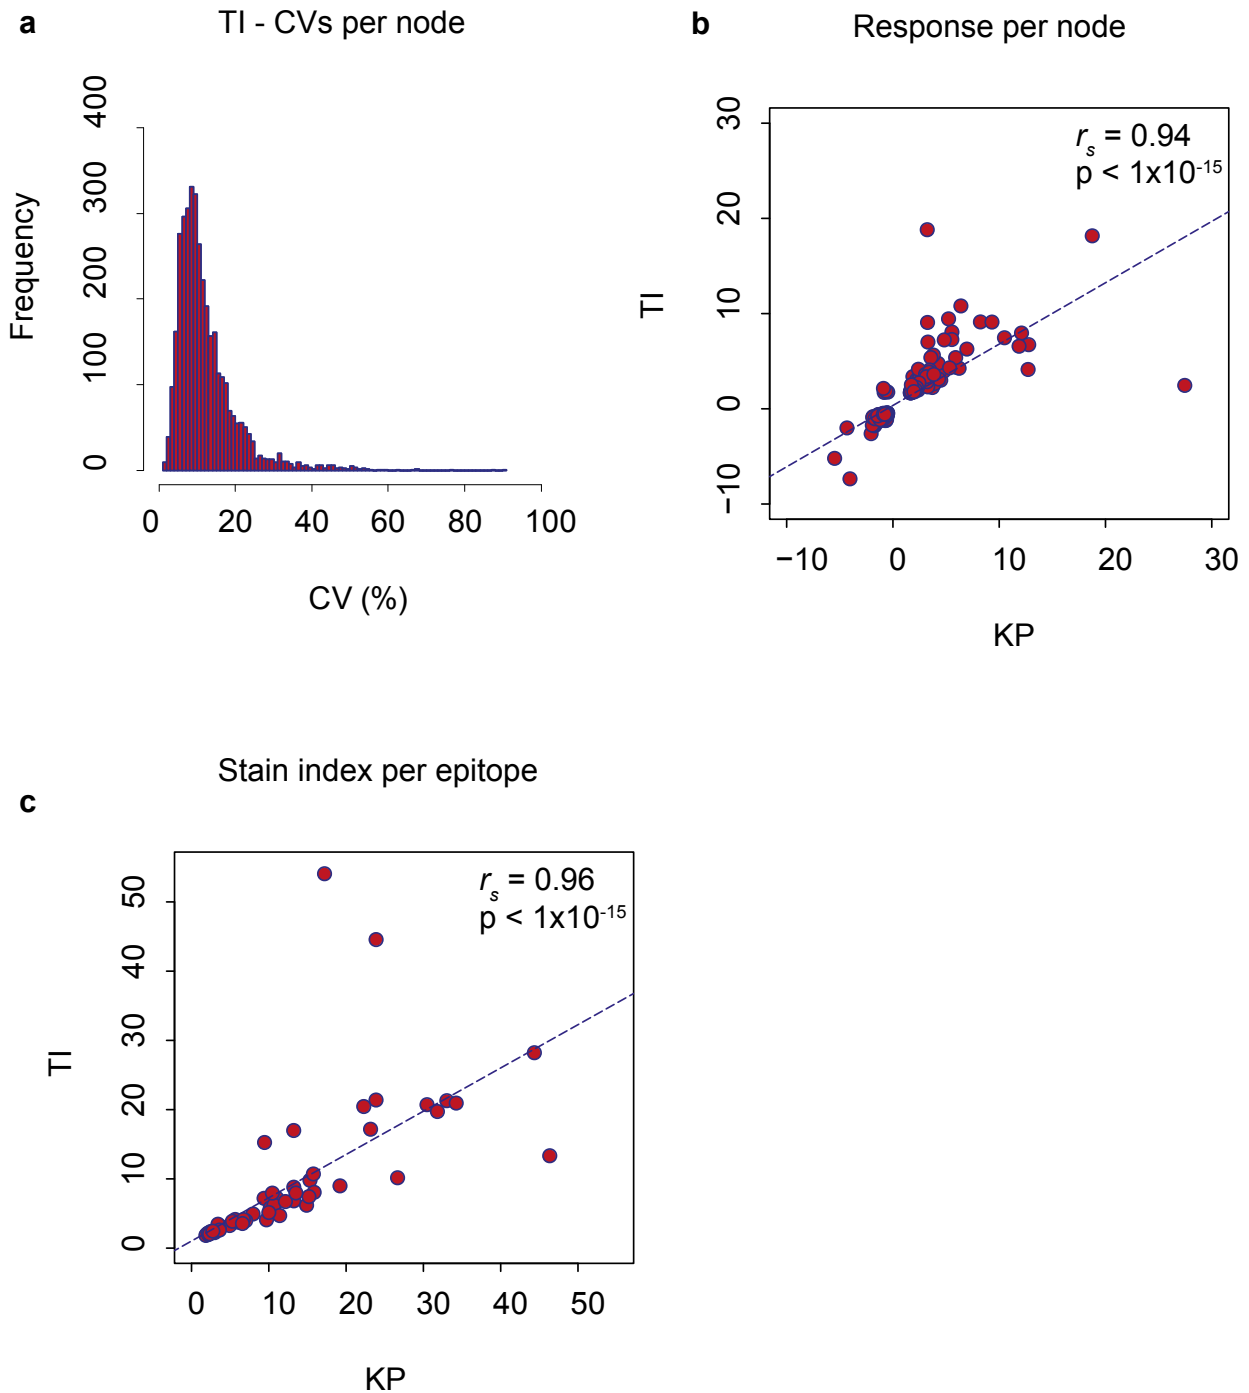 a
TI - CVs per node
Frequency
400
300
200
100
0
0 20 40 60 80 100
CV (%)
b
Response per node
TI
30
20
10
0
−10
r_s = 0.94
p < 1x10^-15
−10 0 10 20 30
KP
Stain index per epitope
c
TI
50
40
30
20
10
0
r_s = 0.96
p < 1x10^-15
0 10 20 30 40 50
KP